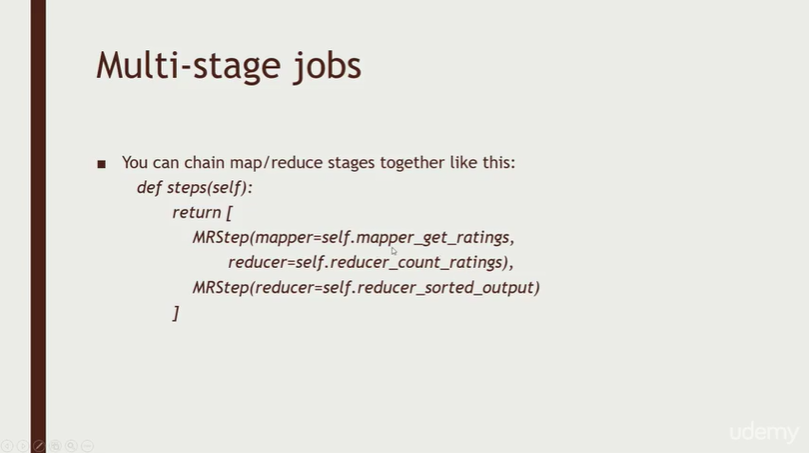 Multi-stage jobs
■ You can chain map/reduce stages together like this:
def steps(self):
return [
MRStep(mapper=self.mapper_get_ratings,
reducer=self.reducer_count_ratings),
MRStep(reducer=self.reducer_sorted_output)
]
udemy